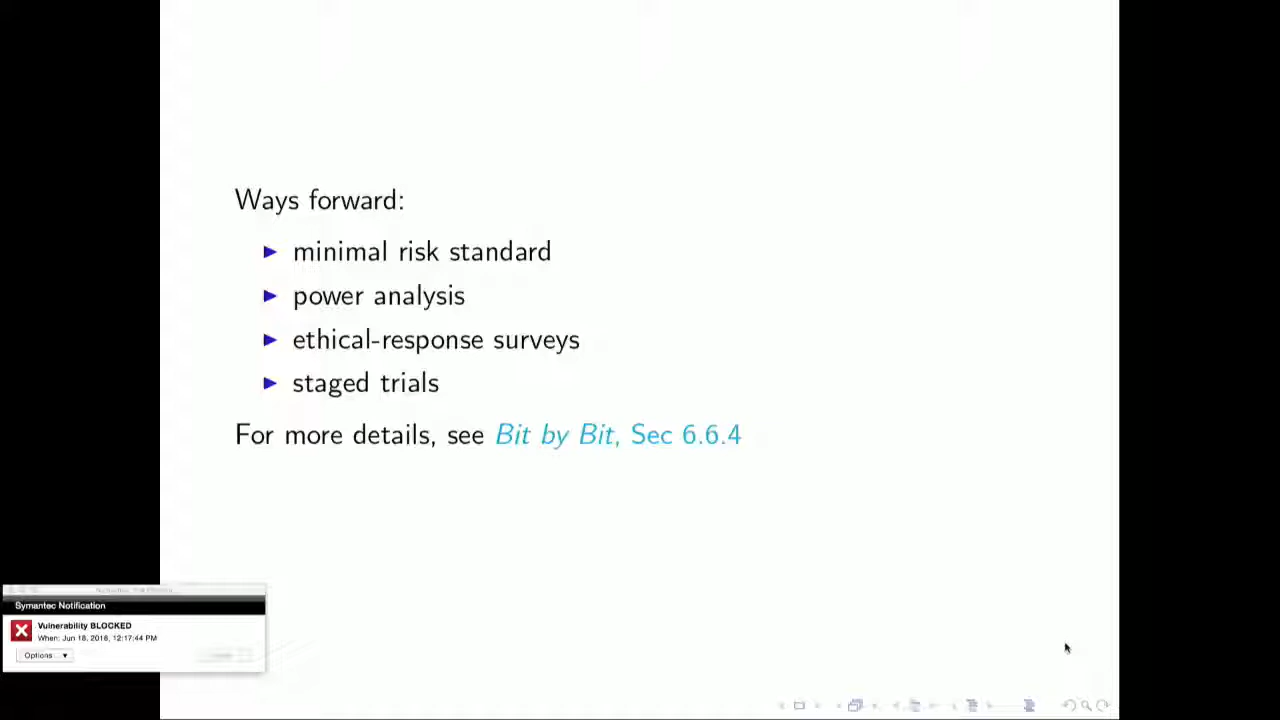 Ways forward:
minimal risk standard
power analysis
ethical-response surveys
staged trials
For more details, see Bit by Bit, Sec 6.6.4
Symantec Notification
Vulnerability BLOCKED
When: Jun 18, 2018, 12:17:44 PM
Options